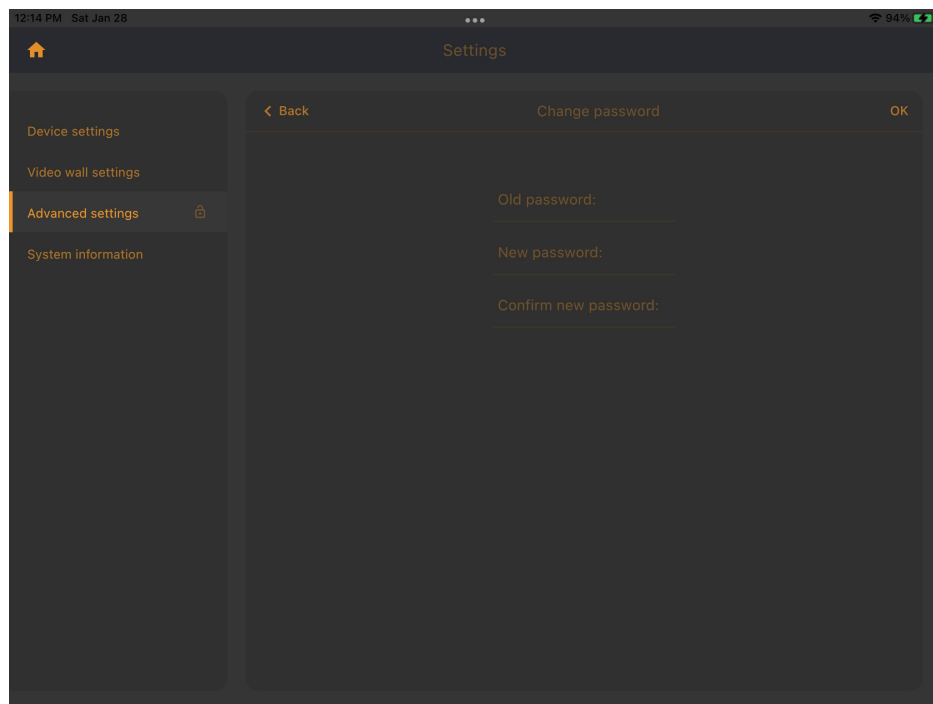 12:14 PM Sat Jan 28
94%
Settings
Device settings
Video wall settings
Advanced settings
System information
Back
Change password
OK
Old password:
New password:
Confirm new password: